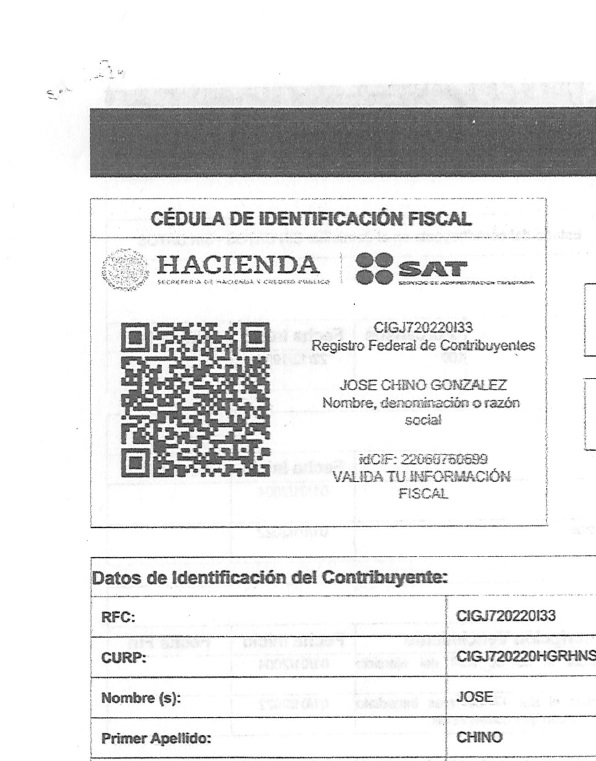 CÉDULA DE IDENTIFICACIÓN FISCAL
HACIENDA
SECRETARÍA DE HACIENDA Y CRÉDITO PÚBLICO
SAT
SERVICIO DE ADMINISTRACIÓN TRIBUTARIA
CIGJ720220I33
Registro Federal de Contribuyentes
JOSE CHINO GONZALEZ
Nombre, denominación o razón
social
idCIF: 22060760699
VALIDA TU INFORMACIÓN
FISCAL
Datos de Identificación del Contribuyente:
RFC:
CIGJ720220I33
CURP:
CIGJ720220HGRHNS
Nombre (s):
JOSE
Primer Apellido:
CHINO